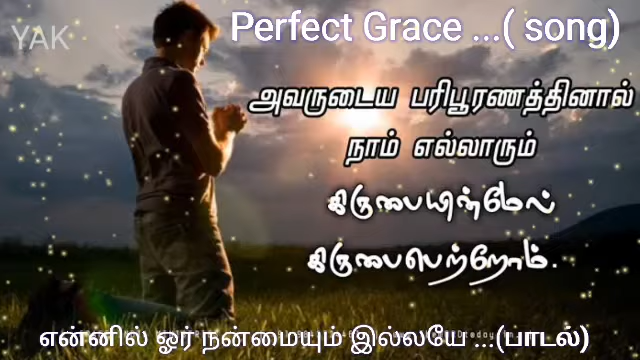 Perfect Grace ...( song)
YAK
அவருடைய பரிபூரணத்தினால்
நாம் எல்லாரும்
கிருபையின்மேல்
கிருபைபெற்றோம்.
என்னில் ஓர் நன்மையும் இல்லயே ...(பாடல்)